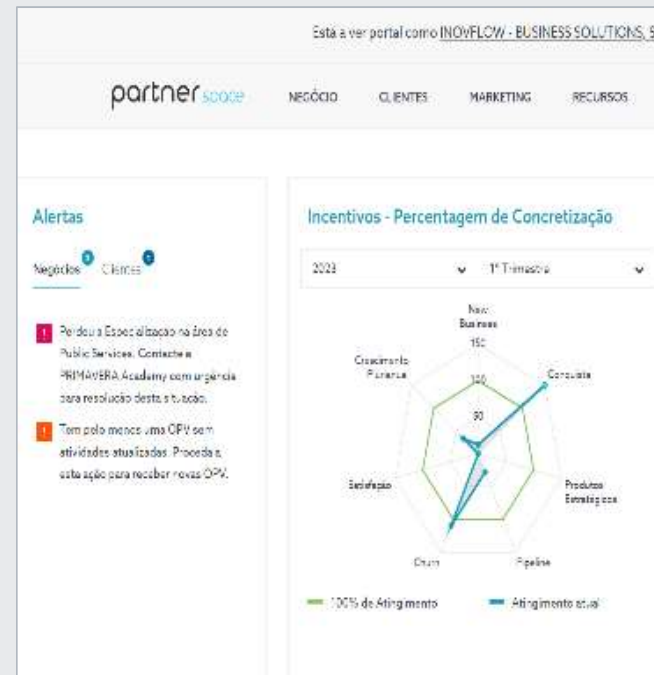 Está a ver portal como INOVFLOW - BUSINESS SOLUTIONS, S
partner space
NEGÓCIO CLIENTES MARKETING RECURSOS
Alertas
Negócios Clientes
Perdeu a Especialização na área de
Public Services. Contacte a
PRIMAVERA Academy com urgência
para resolução desta situação.
Tem pelo menos uma OPV sem
atividades atualizadas. Proceda a
esta ação para receber novas OPV.
Incentivos - Percentagem de Concretização
2023 1º Trimestre
New
Business
150
100
50
Conquista
Produtos
Estratégicos
Pipeline
Churn
Satisfação
Crescimento
100% de Atingimento Atingimento atual